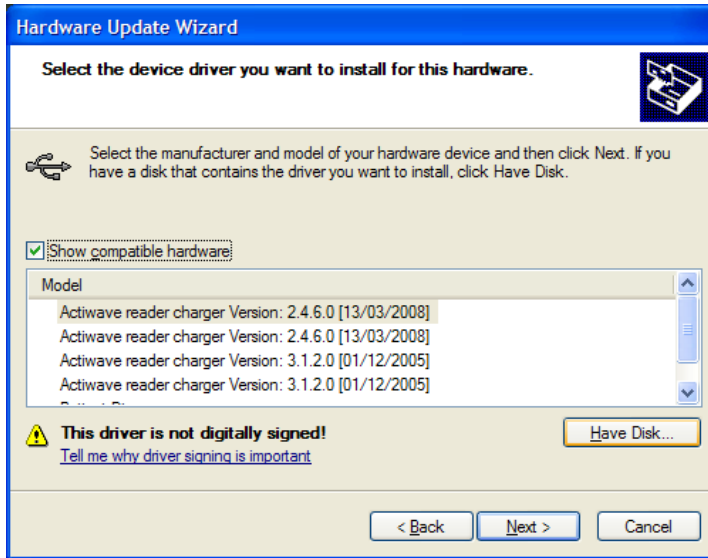 Hardware Update Wizard
Select the device driver you want to install for this hardware.
Select the manufacturer and model of your hardware device and then click Next. If you
have a disk that contains the driver you want to install, click Have Disk.
Show compatible hardware
Model
Actiwave reader charger Version: 2.4.6.0 [13/03/2008]
Actiwave reader charger Version: 2.4.6.0 [13/03/2008]
Actiwave reader charger Version: 3.1.2.0 [01/12/2005]
Actiwave reader charger Version: 3.1.2.0 [01/12/2005]
This driver is not digitally signed!
Have Disk...
Tell me why driver signing is important
< Back
Next >
Cancel